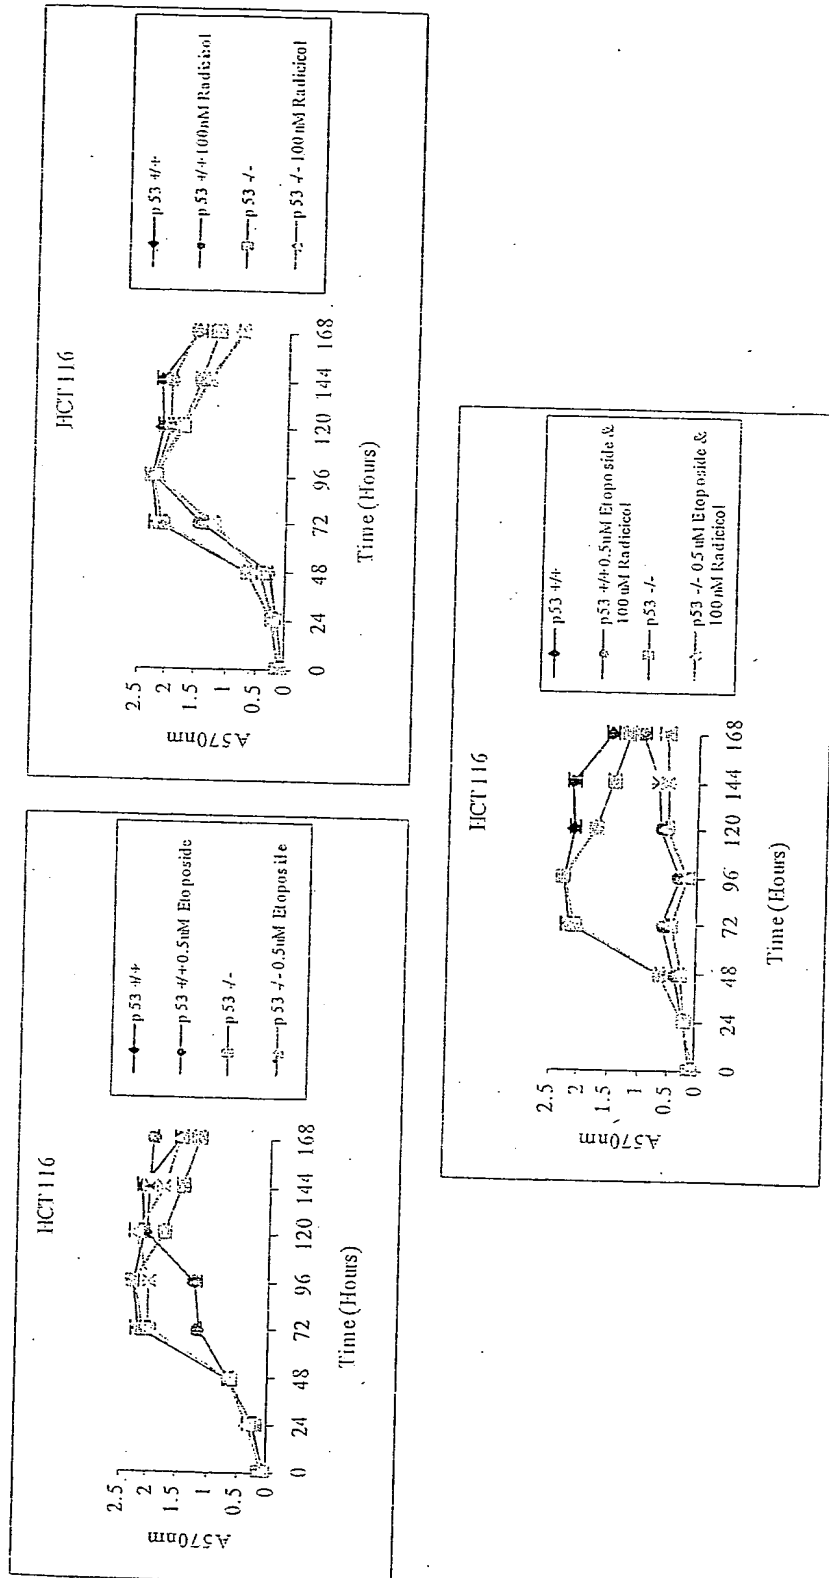 HCT116
A570nm
2.5
2
1.5
1
0.5
0
0 24 48 72 96 120 144 168
Time (Hours)
p53 +/+
p53 +/+ 0.5uM Etoposide
p53 -/-
p53 -/- 0.5uM Etoposide
HCT116
A570nm
2.5
2
1.5
1
0.5
0
0 24 48 72 96 120 144 168
Time (Hours)
p53 +/+
p53 +/+ 100nM Radicicol
p53 -/-
p53 -/- 100nM Radicicol
HCT116
A570nm
2.5
2
1.5
1
0.5
0
0 24 48 72 96 120 144 168
Time (Hours)
p53 +/+
p53 +/+ 0.5uM Etoposide &
100nM Radicicol
p53 -/-
p53 -/- 0.5uM Etoposide &
100nM Radicicol